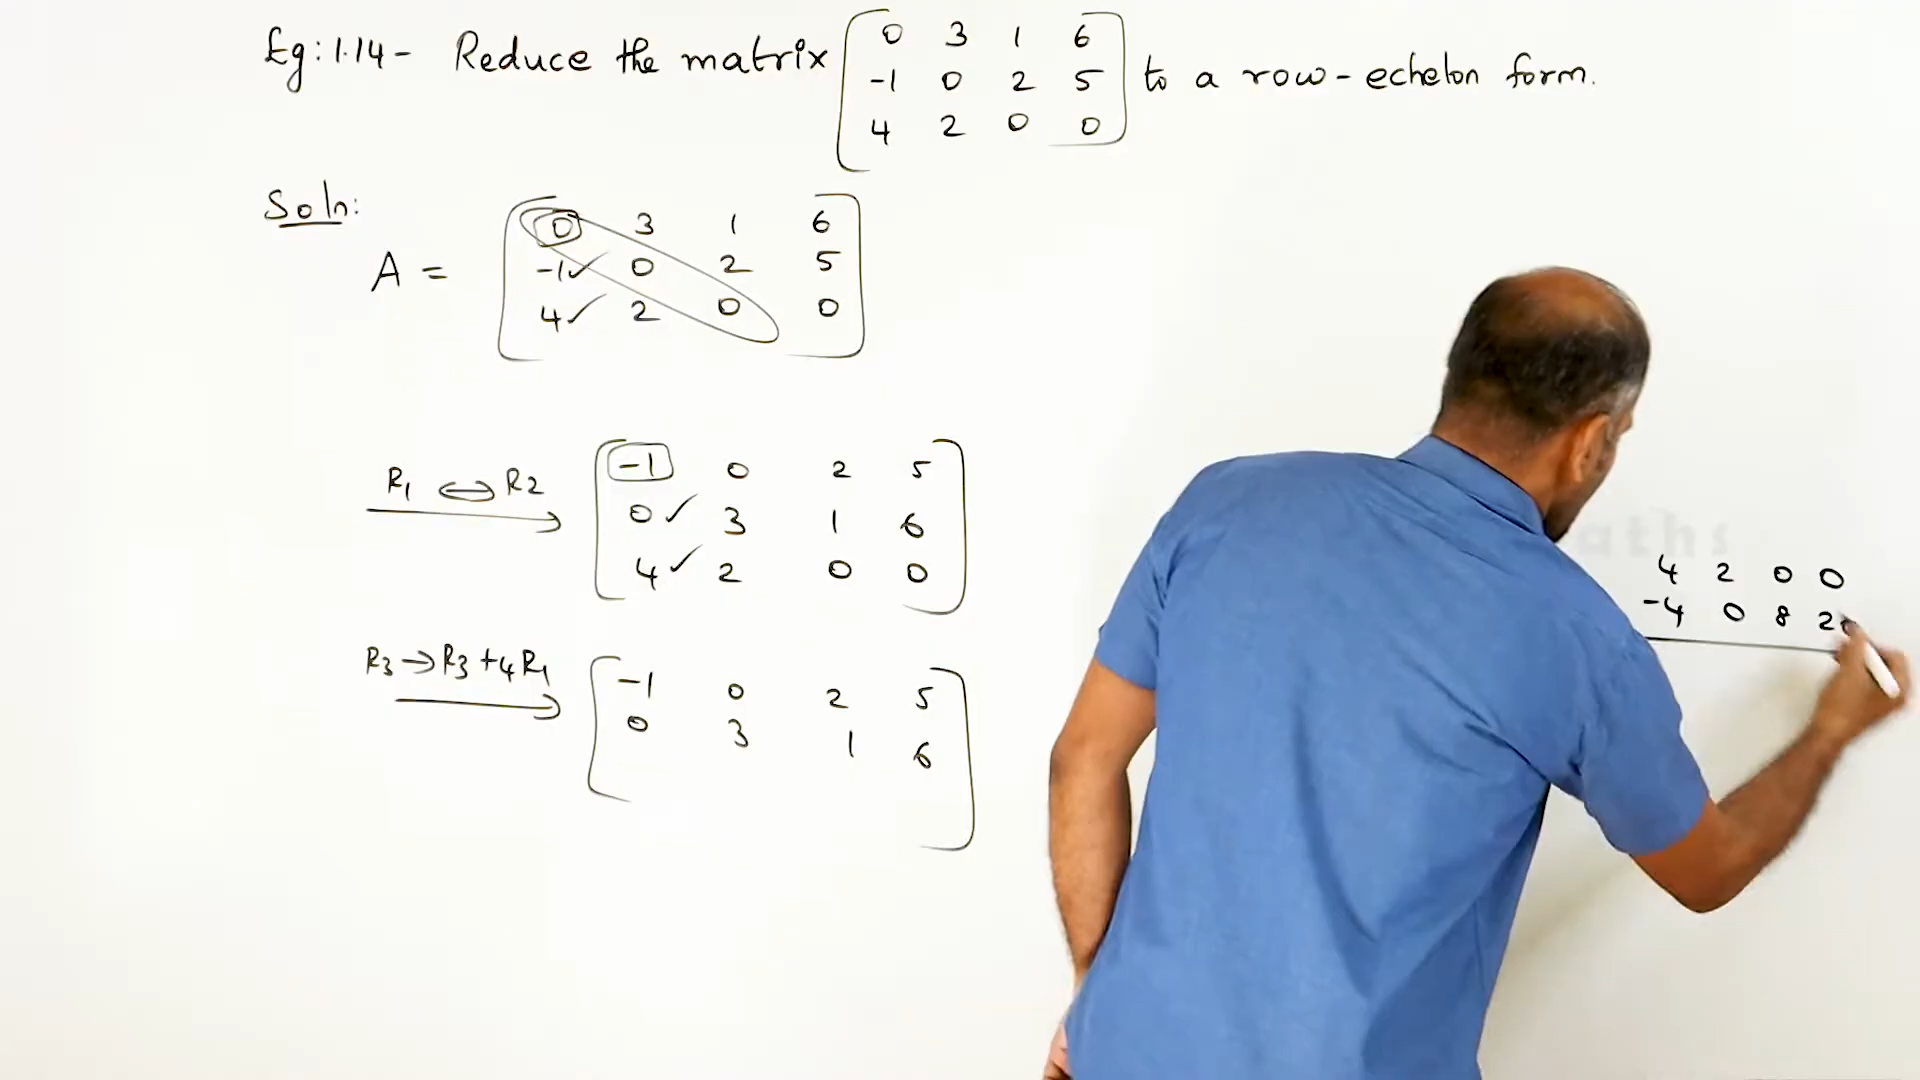 Eg: 1.14 - Reduce the matrix [0 3 1 6 to a row-echelon form.
-1 0 2 5
4 2 0 0]
Soln:
A = [0 3 1 6
-1✓ 0 2 5
4✓ 2 0 0]
R1 ⟷ R2 [-1 0 2 5
0✓ 3 1 6
4✓ 2 0 0]
R3 → R3 + 4R1 [-1 0 2 5
0 3 1 6]
4 2 0 0
-4 0 8 20